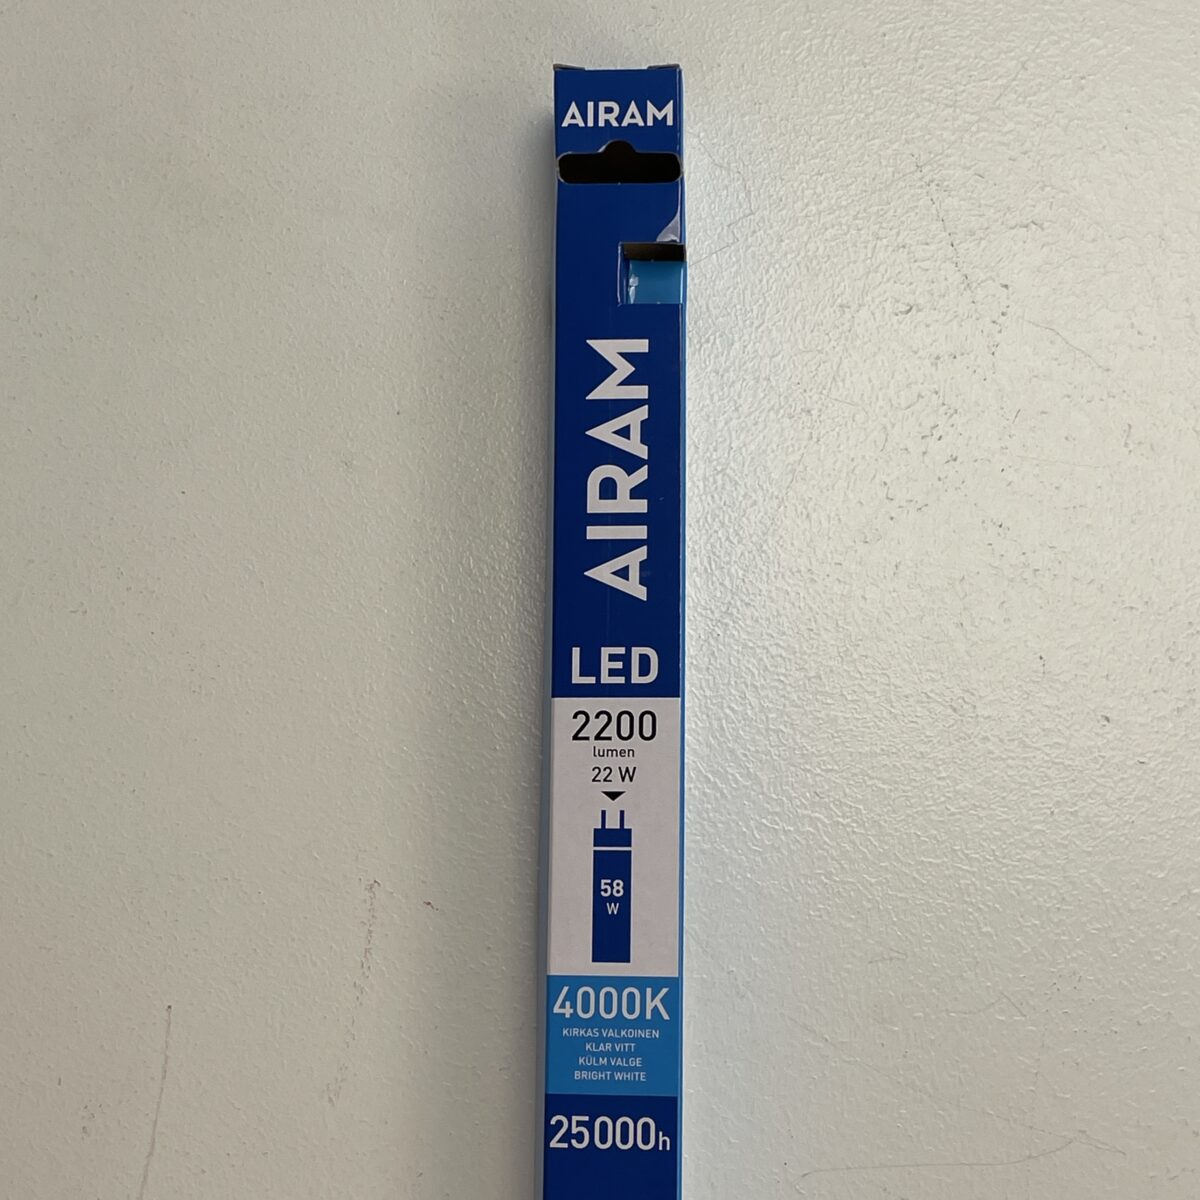 AIRAM
AIRAM
LED
2200
lumen
22 W
58
W
4000K
KIRKAS VALKOINEN
KLAR VITT
KÜLM VALGE
BRIGHT WHITE
25000h